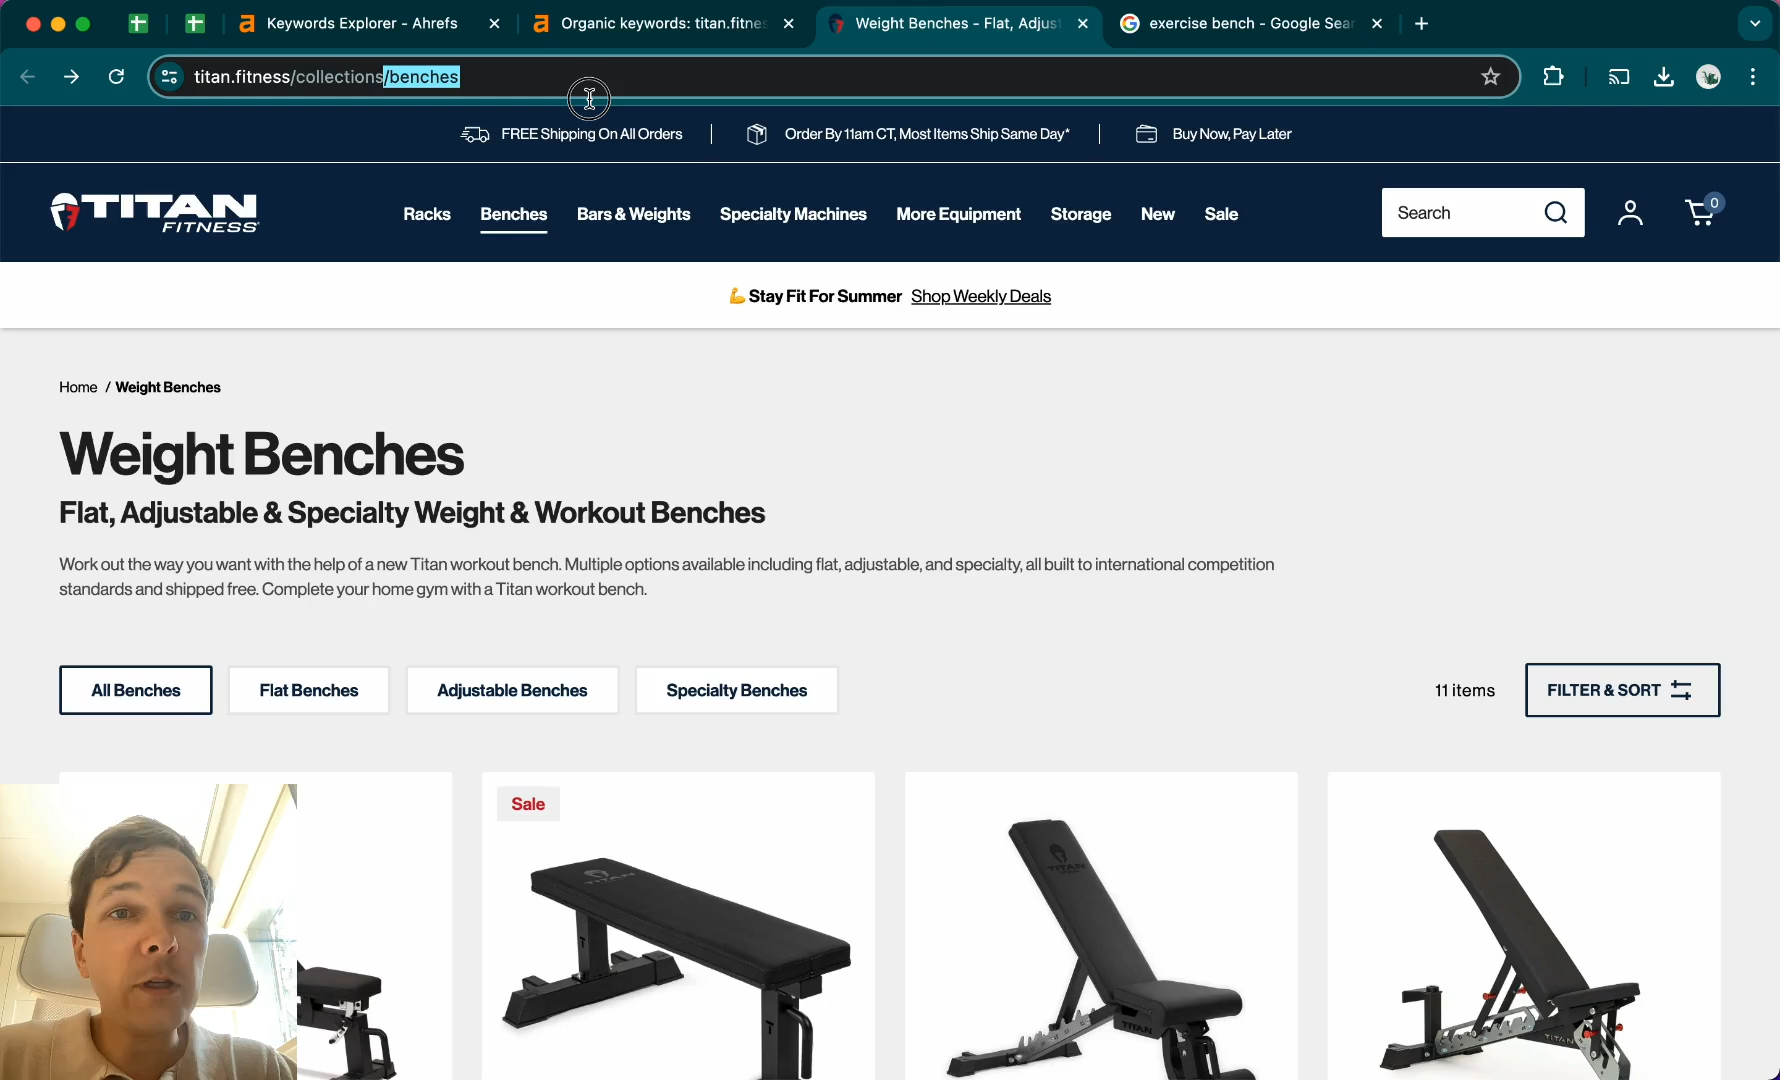 Keywords Explorer - Ahrefs
Organic keywords: titan.fitne
Weight Benches - Flat, Adjust
exercise bench - Google Sear
titan.fitness/collections/benches
FREE Shipping On All Orders
Order By 11am CT, Most Items Ship Same Day*
Buy Now, Pay Later
TITAN
FITNESS
Racks
Benches
Bars & Weights
Specialty Machines
More Equipment
Storage
New
Sale
Search
0
💪 Stay Fit For Summer Shop Weekly Deals
Home / Weight Benches
Weight Benches
Flat, Adjustable & Specialty Weight & Workout Benches
Work out the way you want with the help of a new Titan workout bench. Multiple options available including flat, adjustable, and specialty, all built to international competition
standards and shipped free. Complete your home gym with a Titan workout bench.
All Benches
Flat Benches
Adjustable Benches
Specialty Benches
11 items
FILTER & SORT
Sale
TITAN
TITAN
TITAN
TITAN